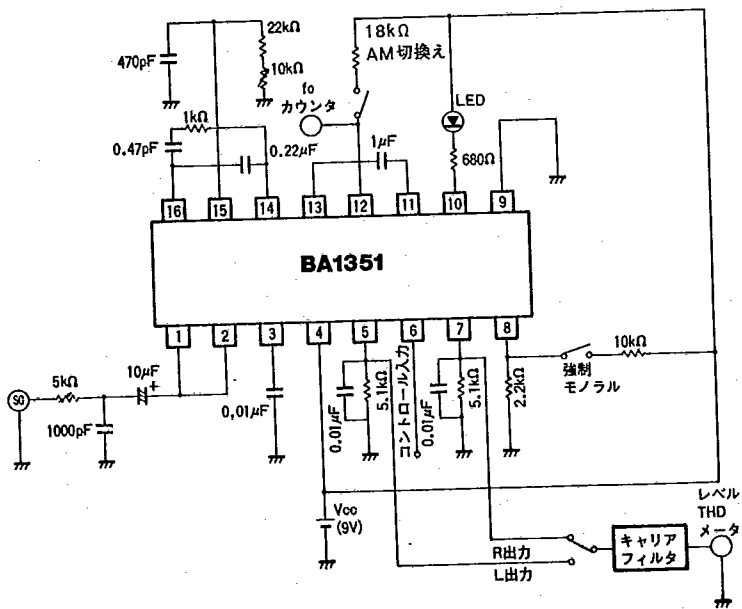 22kΩ
18kΩ
AM切換え
470pF
10kΩ
fo
カウンタ
LED
1kΩ
0.47pF
0.22μF
1μF
680Ω
16
15
14
13
12
11
10
9
BA1351
1
2
3
4
5
6
7
8
10kΩ
強制
モノラル
5kΩ
10μF
+
SG
1000pF
0.01μF
0.01μF
5.1kΩ
コントロール入力
0.01μF
5.1kΩ
2.2kΩ
Vcc
(9V)
レベル
THD
メータ
キャリア
フィルタ
R出力
L出力